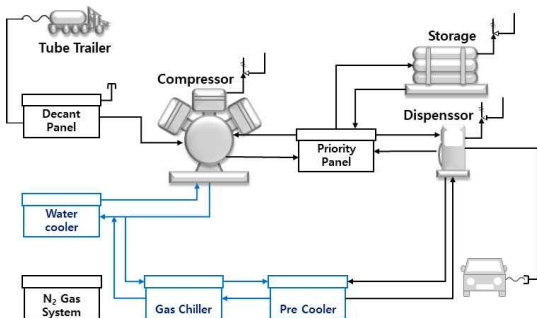 Tube Trailer
Storage
Compressor
Decant
Panel
Dispenssor
Priority
Panel
Water
cooler
N₂ Gas
System
Gas Chiller
Pre Cooler